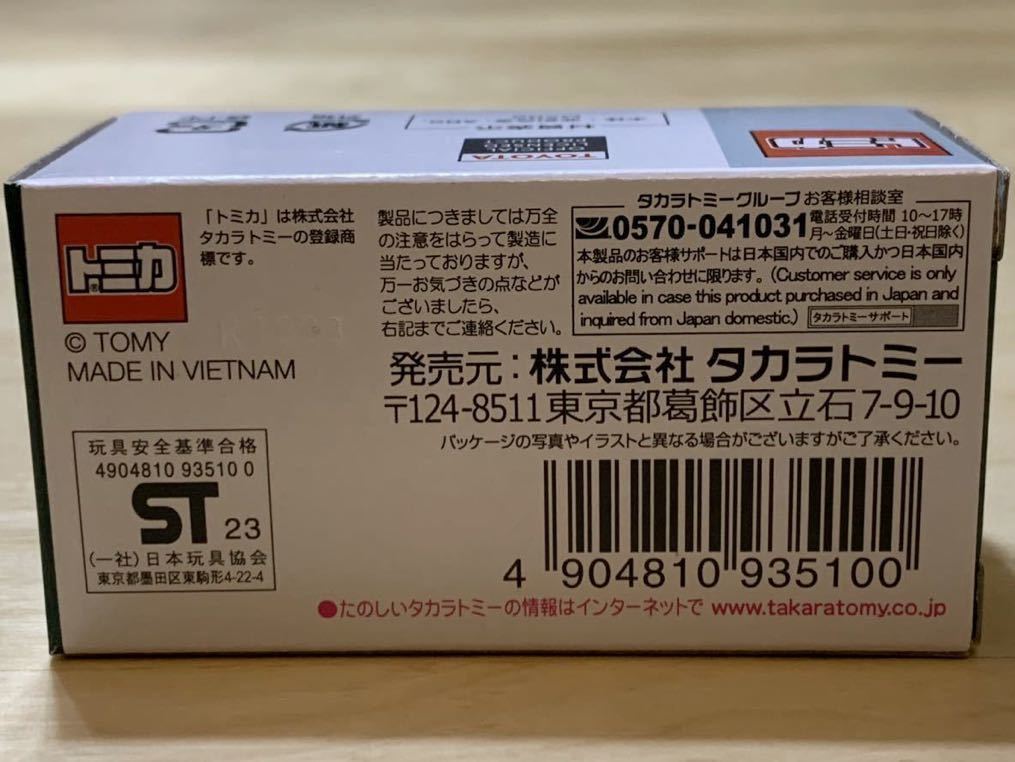 トミカ
TOYOTA
OFFICIAL
LICENSED
PRODUCT
トミカ
「トミカ」は株式会社
タカラトミーの登録商
標です。
© TOMY
MADE IN VIETNAM
製品につきましては万全
の注意をはらって製造に
当たっておりますが、
万一お気づきの点などが
ございましたら、
右記までご連絡ください。
タカラトミーグループ お客様相談室
0570-041031 電話受付時間 10〜17時
月〜金曜日(土日・祝日除く)
本製品のお客様サポートは日本国内でのご購入かつ日本国内
からのお問い合わせに限ります。(Customer service is only
available in case this product purchased in Japan and
inquired from Japan domestic.) タカラトミーサポート
発売元:株式会社 タカラトミー
〒124-8511東京都葛飾区立石7-9-10
パッケージの写真やイラストと異なる場合がございますがご了承ください。
玩具安全基準合格
4904810 93510 0
ST 23
(一社)日本玩具協会
東京都墨田区東駒形4-22-4
4 904810 935100
●たのしいタカラトミーの情報はインターネットで www.takaratomy.co.jp